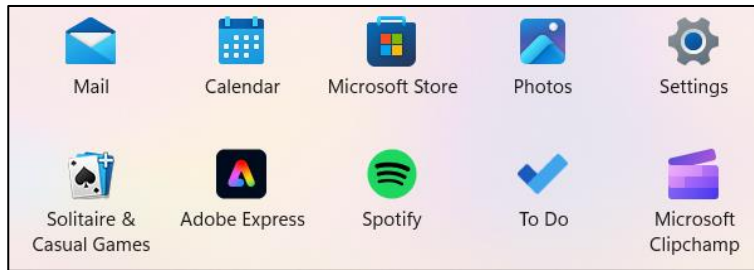 Mail
Calendar
Microsoft Store
Photos
Settings
Solitaire &
Casual Games
Adobe Express
Spotify
To Do
Microsoft
Clipchamp